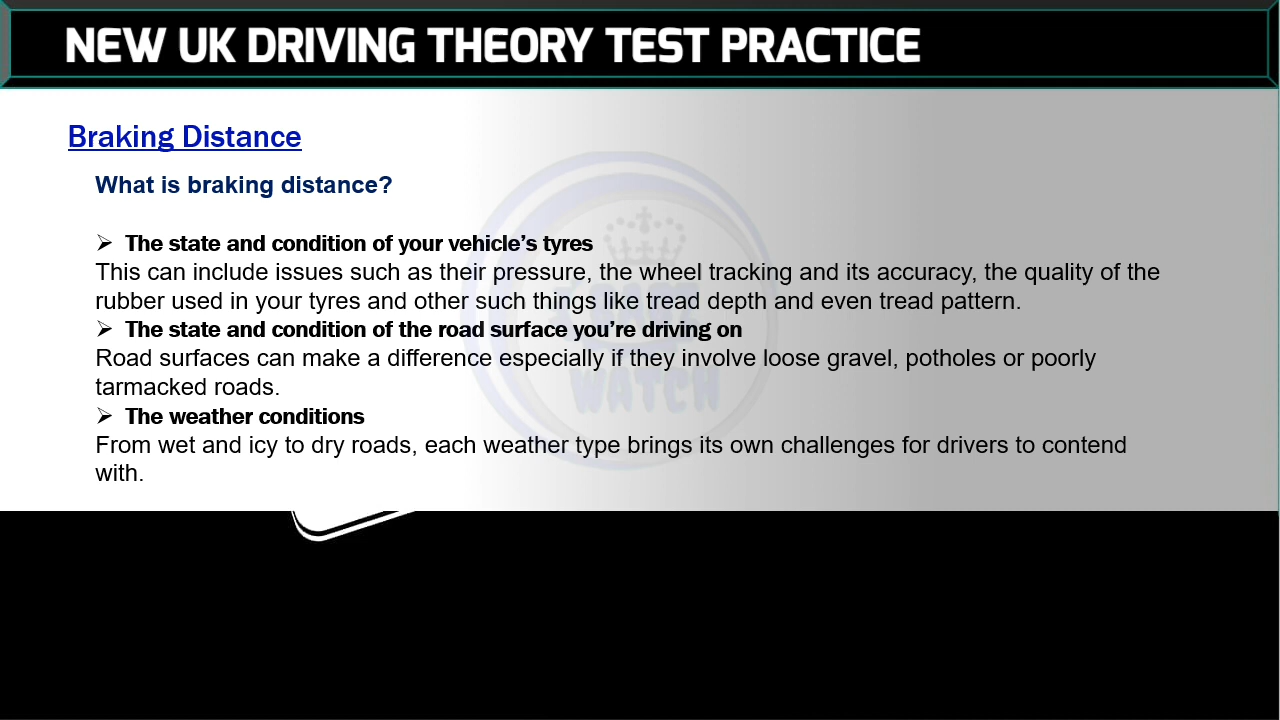 NEW UK DRIVING THEORY TEST PRACTICE
Braking Distance
What is braking distance?
➢ The state and condition of your vehicle’s tyres
This can include issues such as their pressure, the wheel tracking and its accuracy, the quality of the
rubber used in your tyres and other such things like tread depth and even tread pattern.
➢ The state and condition of the road surface you’re driving on
Road surfaces can make a difference especially if they involve loose gravel, potholes or poorly
tarmacked roads.
➢ The weather conditions
From wet and icy to dry roads, each weather type brings its own challenges for drivers to contend
with.
WATCH